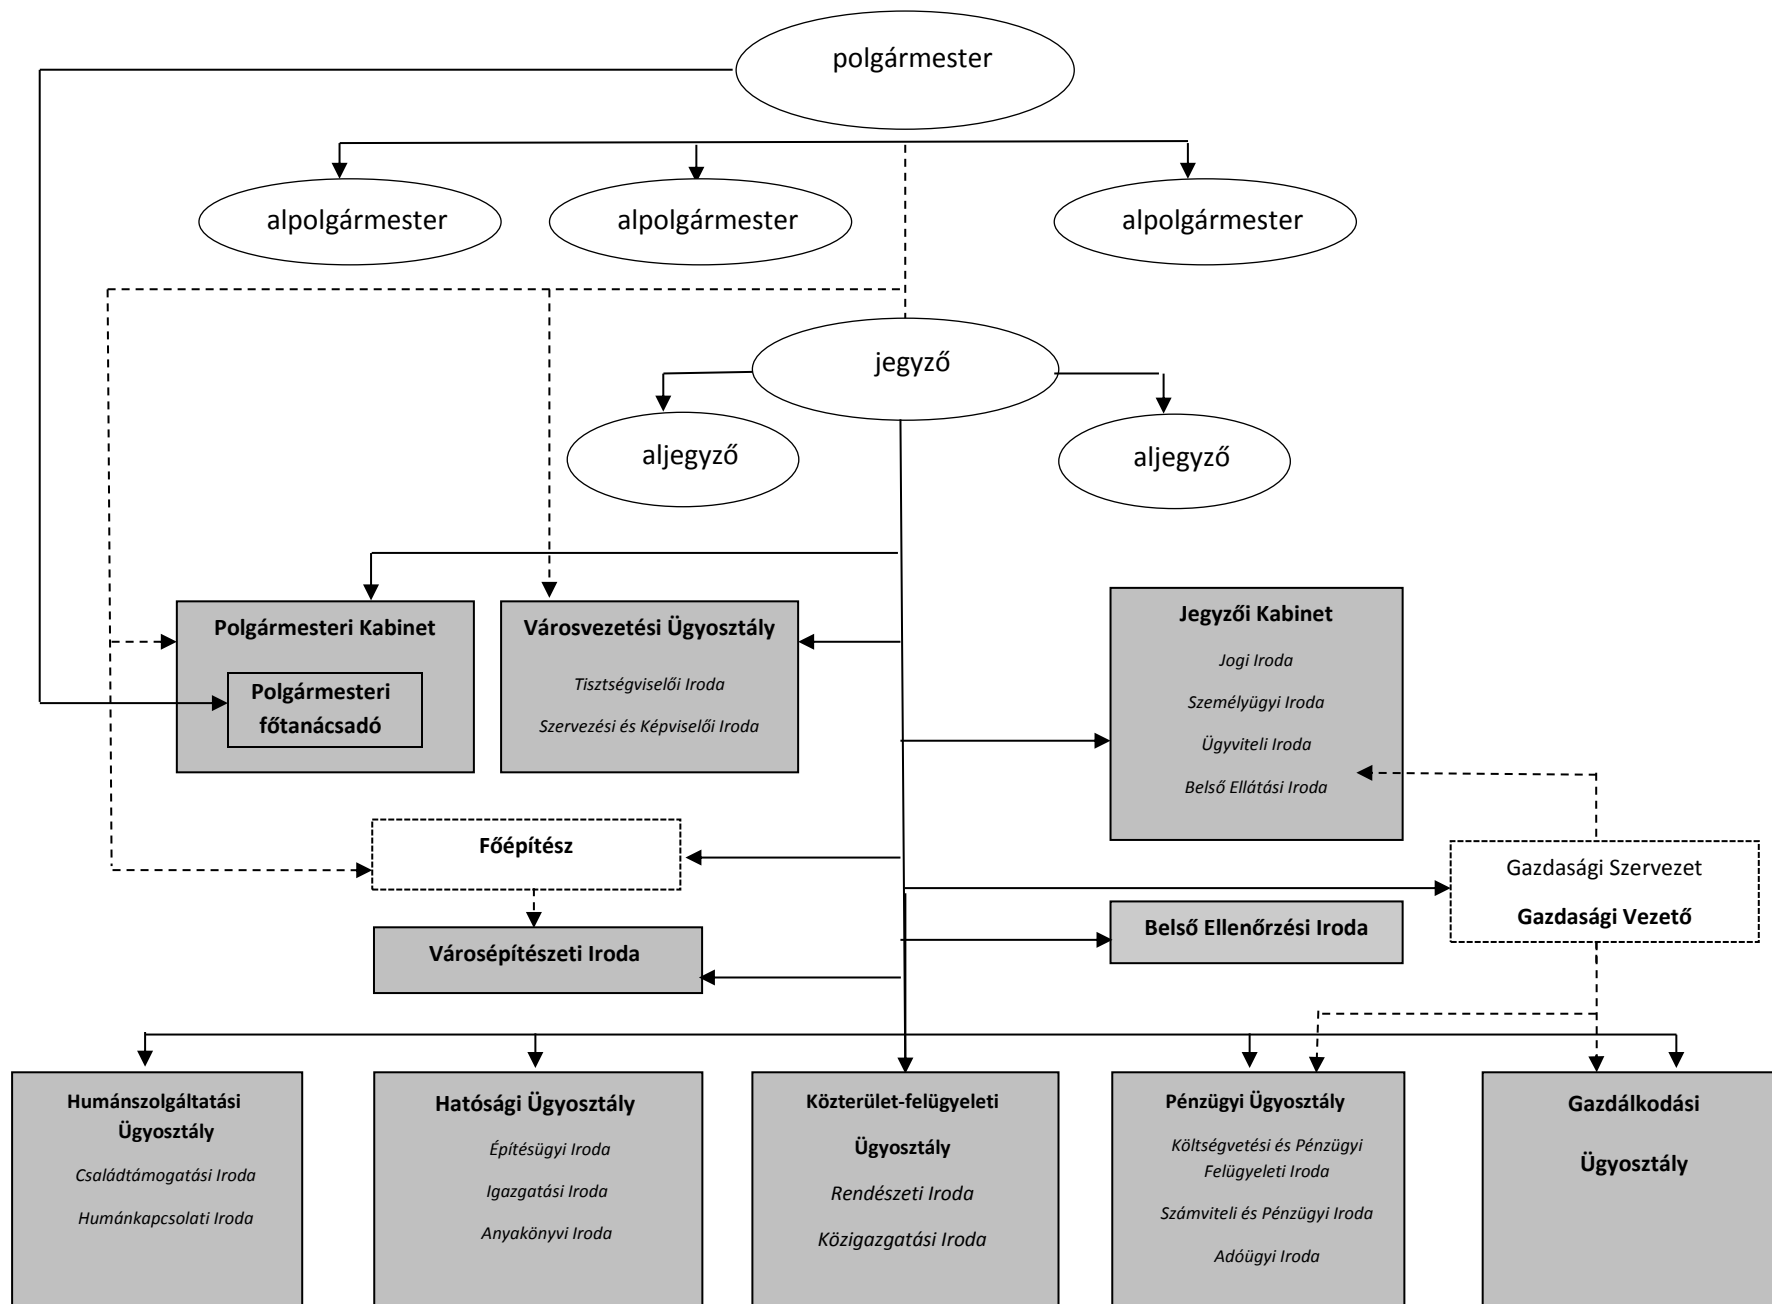 polgármester
alpolgármester
alpolgármester
alpolgármester
jegyző
aljegyző
aljegyző
Polgármesteri Kabinet
Polgármesteri
főtanácsadó
Városvezetési Ügyosztály
Tisztségviselői Iroda
Szervezési és Képviselői Iroda
Jegyzői Kabinet
Jogi Iroda
Személyügyi Iroda
Ügyviteli Iroda
Belső Ellátási Iroda
Főépítész
Gazdasági Szervezet
Gazdasági Vezető
Városépítészeti Iroda
Belső Ellenőrzési Iroda
Humánszolgáltatási
Ügyosztály
Családtámogatási Iroda
Humánkapcsolati Iroda
Hatósági Ügyosztály
Építésügyi Iroda
Igazgatási Iroda
Anyakönyvi Iroda
Közterület-felügyeleti
Ügyosztály
Rendészeti Iroda
Közigazgatási Iroda
Pénzügyi Ügyosztály
Költségvetési és Pénzügyi
Felügyeleti Iroda
Számviteli és Pénzügyi Iroda
Adóügyi Iroda
Gazdálkodási
Ügyosztály